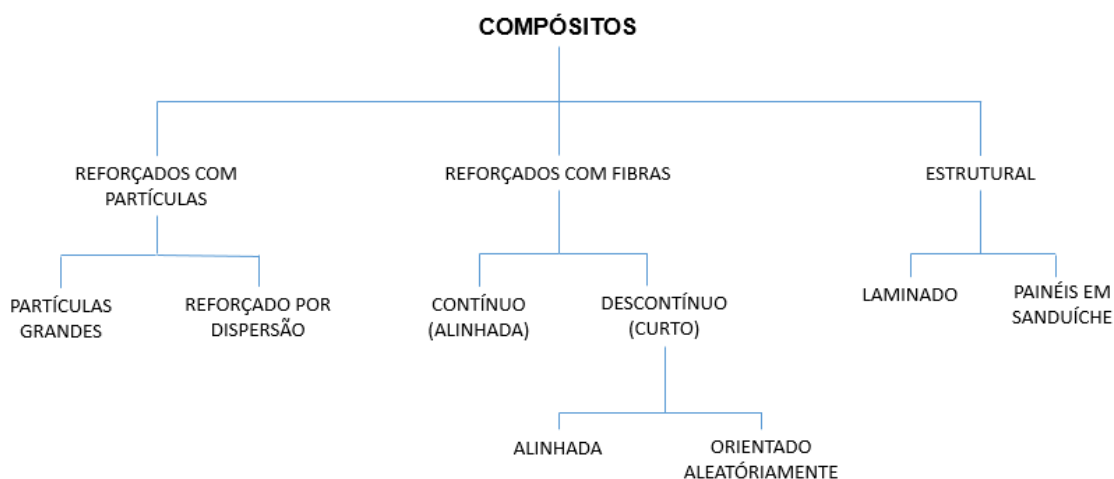 COMPÓSITOS
REFORÇADOS COM
PARTÍCULAS
REFORÇADOS COM FIBRAS
ESTRUTURAL
PARTÍCULAS
GRANDES
REFORÇADO POR
DISPERSÃO
CONTÍNUO
(ALINHADA)
DESCONTÍNUO
(CURTO)
LAMINADO
PAINÉIS EM
SANDUÍCHE
ALINHADA
ORIENTADO
ALEATÓRIAMENTE